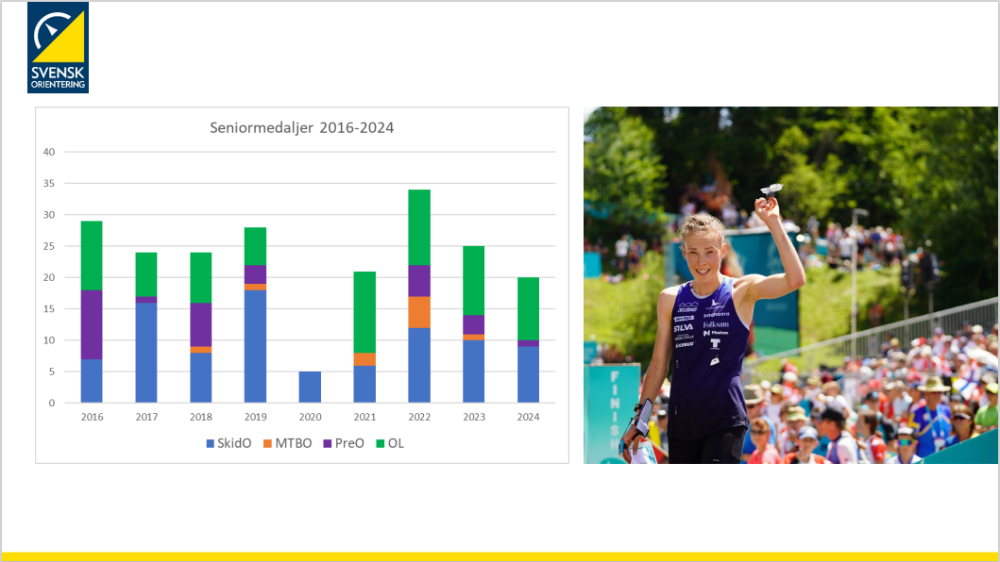 SVENSK
ORIENTERING
Seniormedaljer 2016-2024
40
35
30
25
20
15
10
5
0
2016 2017 2018 2019 2020 2021 2022 2023 2024
SkidO MTBO PreO OL
FINISH
SILVA
Folksam